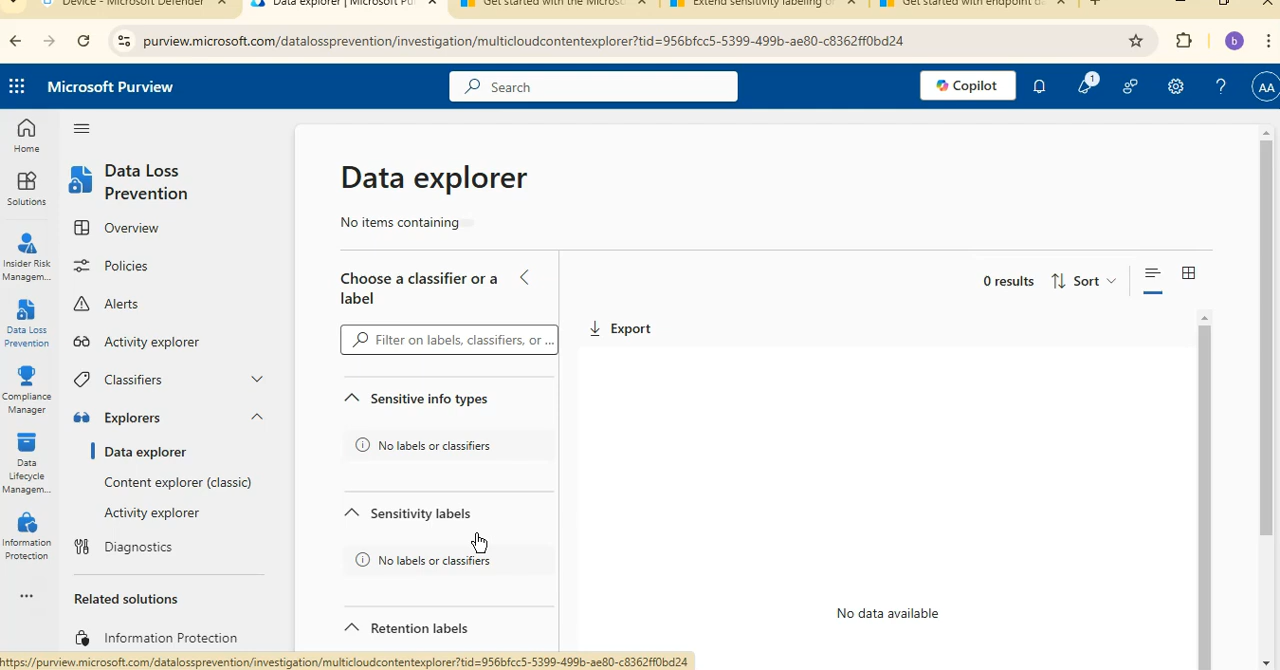 Device - Microsoft Defender
Data explorer | Microsoft Pu
Get started with the Micros
Extend sensitivity labeling o
Get started with endpoint da
purview.microsoft.com/datalossprevention/investigation/multicloudcontentexplorer?tid=956bfcc5-5399-499b-ae80-c8362ff0bd24
b
Microsoft Purview
Search
Copilot
1
AA
Home
Solutions
Insider Risk
Managem...
Data Loss
Prevention
Compliance
Manager
Data
Lifecycle
Managem...
Information
Protection
Data Loss
Prevention
Overview
Policies
Alerts
Activity explorer
Classifiers
Explorers
Data explorer
Content explorer (classic)
Activity explorer
Diagnostics
Related solutions
Information Protection
Data explorer
No items containing
Choose a classifier or a
label
Filter on labels, classifiers, or ...
Sensitive info types
No labels or classifiers
Sensitivity labels
No labels or classifiers
Retention labels
0 results
Sort
Export
No data available
https://purview.microsoft.com/datalossprevention/investigation/multicloudcontentexplorer?tid=956bfcc5-5399-499b-ae80-c8362ff0bd24